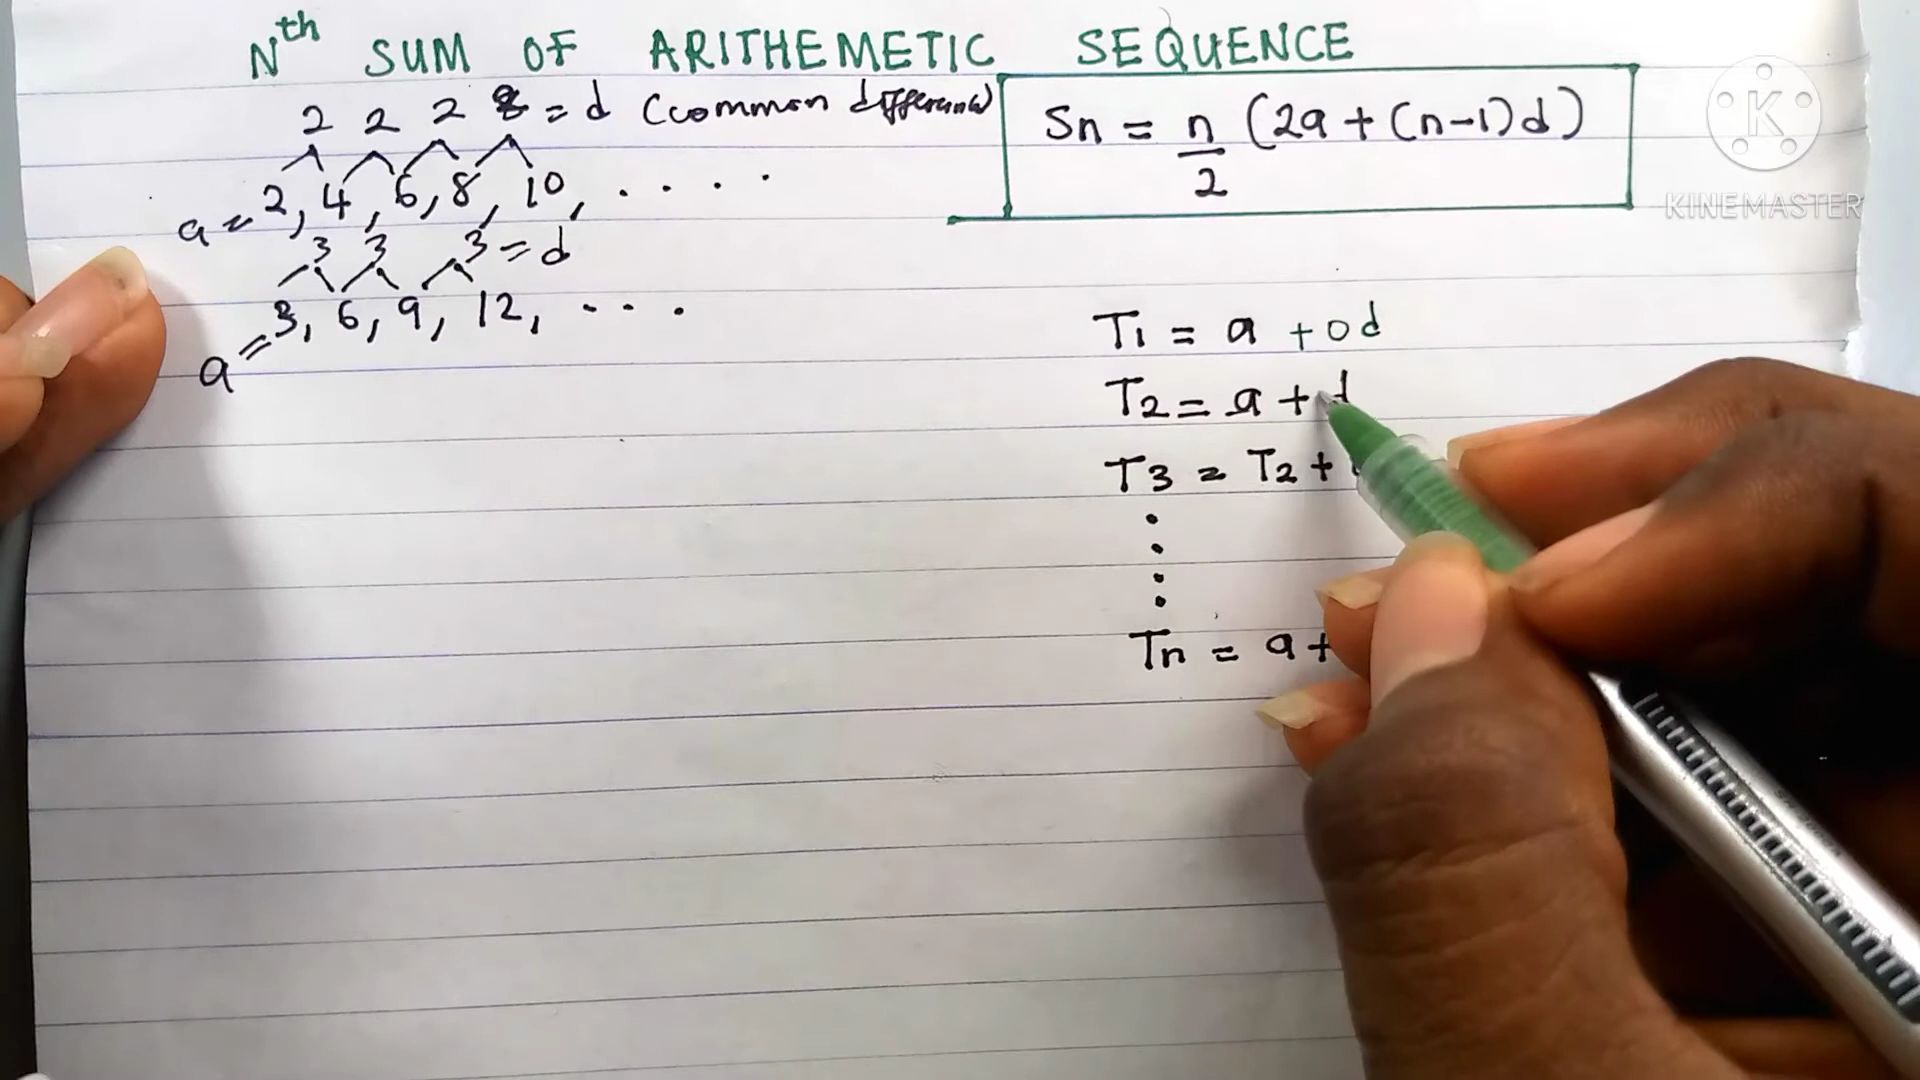 Nth SUM OF ARITHEMETIC SEQUENCE
2 2 2 2 = d (common difference)
Sn = n/2 (2a + (n-1)d)
a = 2, 4, 6, 8, 10, . . . .
3 3 3 = d
a = 3, 6, 9, 12, . . .
T1 = a + 0d
T2 = a + d
T3 = T2 +
Tn = a +
K
KINEMASTER